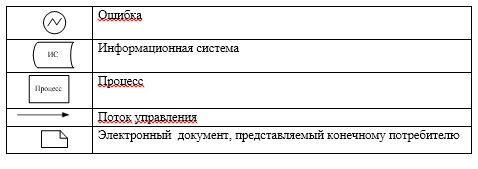 Ошибка
ИС
Информационная система
Процесс
Процесс
Поток управления
Электронный документ, представляемый конечному потребителю